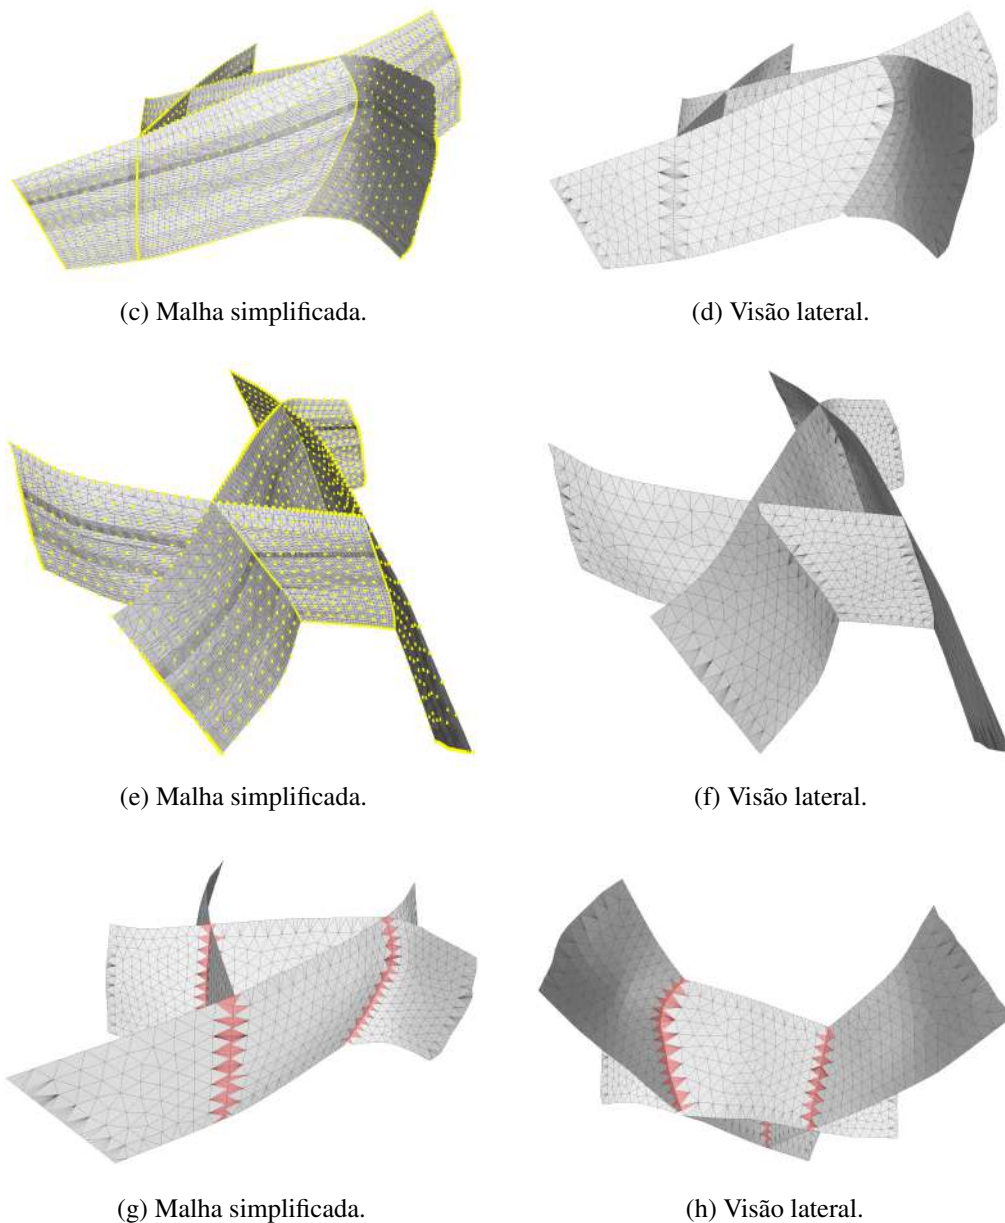 (c) Malha simplificada.
(d) Visão lateral.
(e) Malha simplificada.
(f) Visão lateral.
(g) Malha simplificada.
(h) Visão lateral.